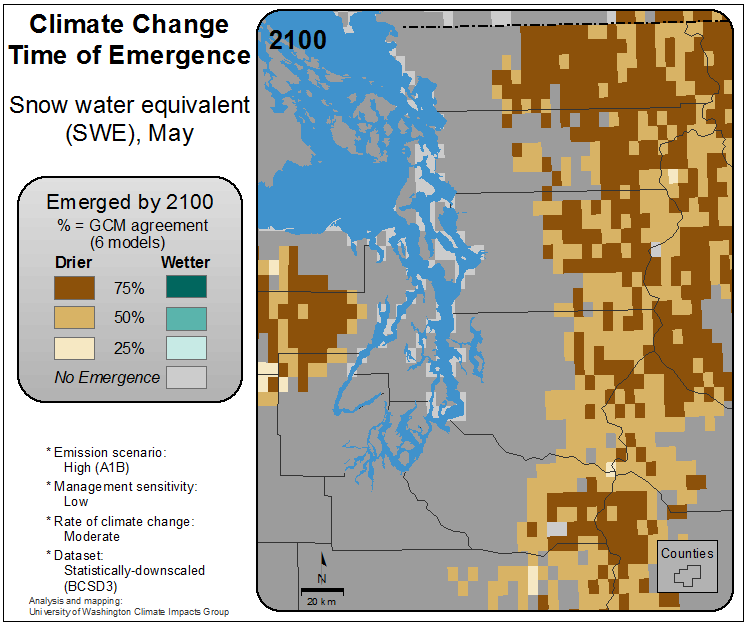 Climate Change
Time of Emergence
Snow water equivalent
(SWE), May
Emerged by 2100
% = GCM agreement
(6 models)
Drier Wetter
75%
50%
25%
No Emergence
* Emission scenario:
High (A1B)
* Management sensitivity:
Low
* Rate of climate change:
Moderate
* Dataset:
Statistically-downscaled
(BCSD3)
Analysis and mapping:
University of Washington Climate Impacts Group
2100
N
20 km
Counties